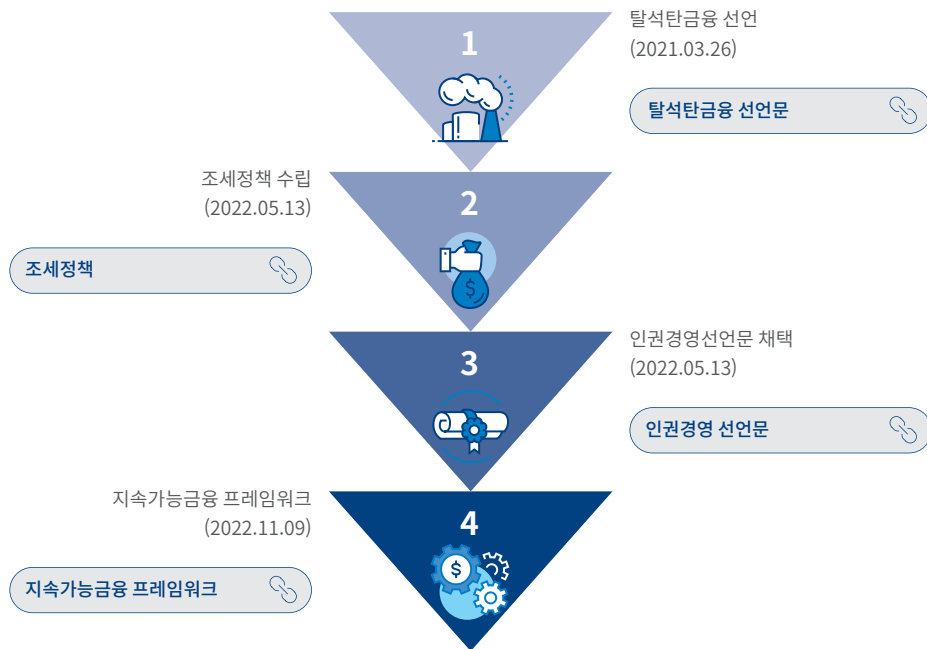 1
탈석탄금융 선언
(2021.03.26)
탈석탄금융 선언문
2
조세정책 수립
(2022.05.13)
조세정책
$
3
인권경영선언문 채택
(2022.05.13)
인권경영 선언문
4
지속가능금융 프레임워크
(2022.11.09)
지속가능금융 프레임워크
$